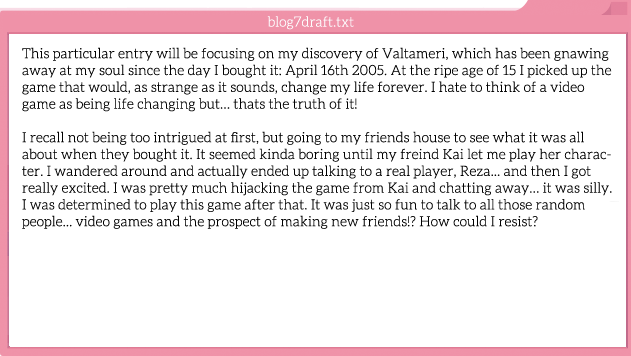 blog7draft.txt
This particular entry will be focusing on my discovery of Valtameri, which has been gnawing
away at my soul since the day I bought it: April 16th 2005. At the ripe age of 15 I picked up the
game that would, as strange as it sounds, change my life forever. I hate to think of a video
game as being life changing but... thats the truth of it!
I recall not being too intrigued at first, but going to my friends house to see what it was all
about when they bought it. It seemed kinda boring until my freind Kai let me play her charac-
ter. I wandered around and actually ended up talking to a real player, Reza... and then I got
really excited. I was pretty much hijacking the game from Kai and chatting away... it was silly.
I was determined to play this game after that. It was just so fun to talk to all those random
people... video games and the prospect of making new friends!? How could I resist?